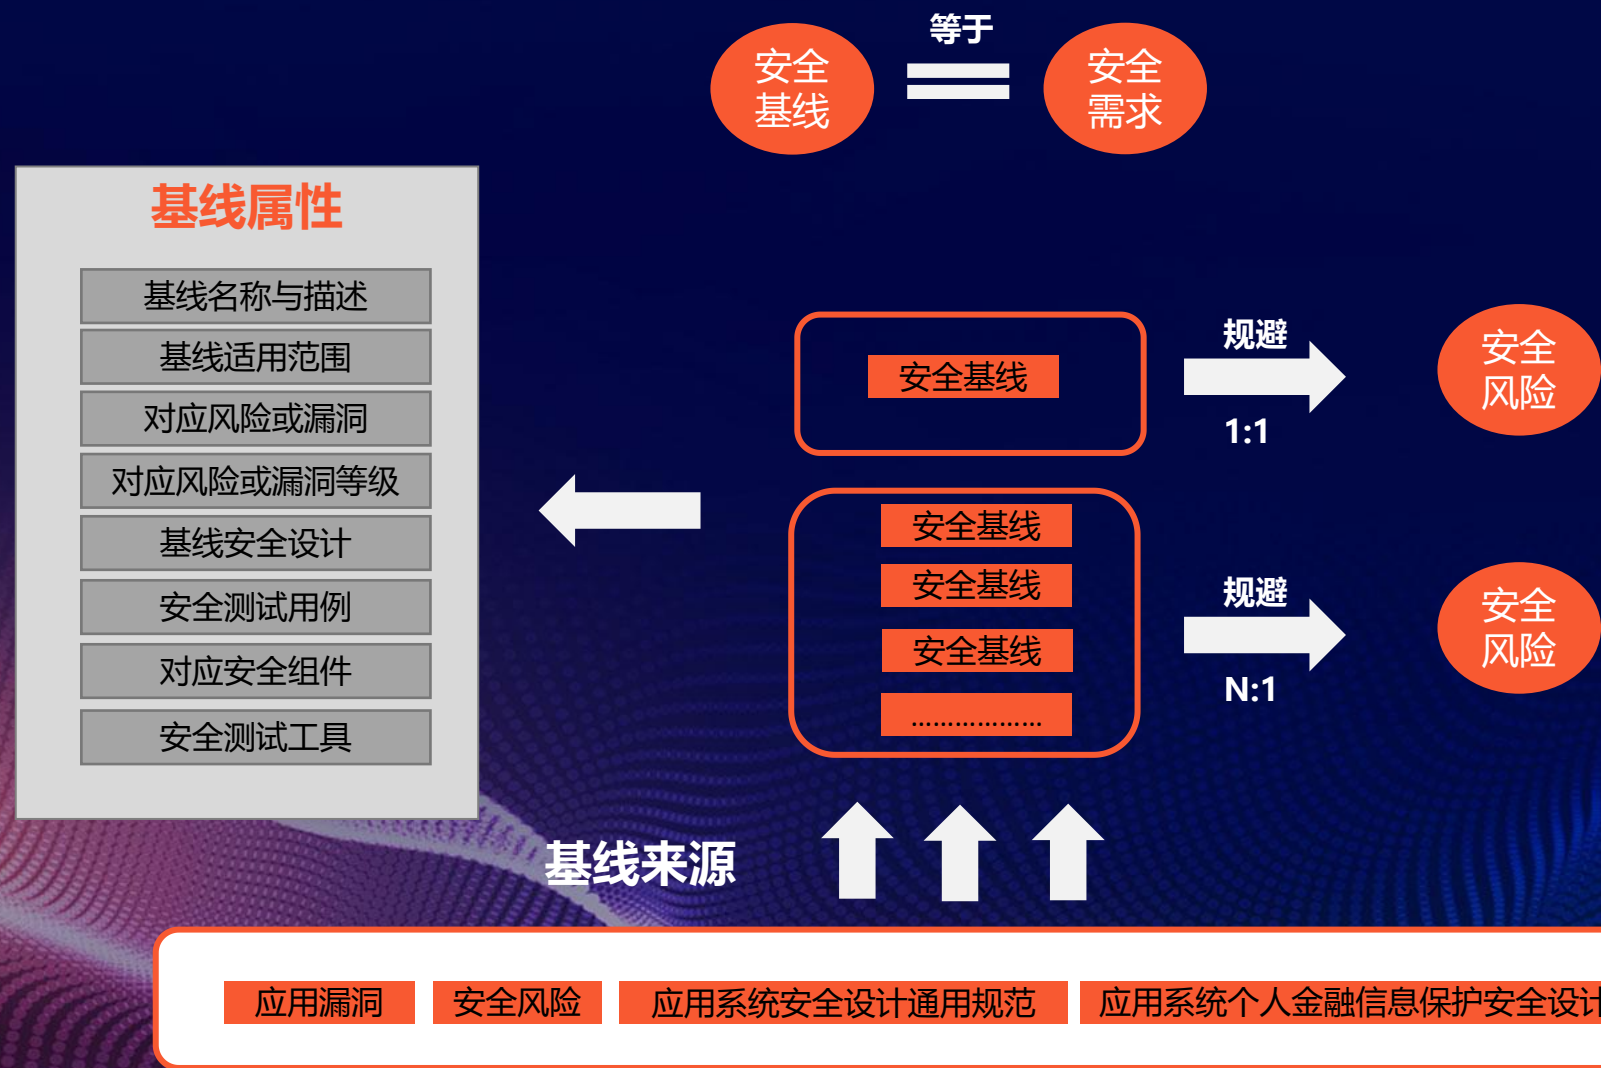 等于
安全
基线
安全
需求
基线属性
基线名称与描述
基线适用范围
对应风险或漏洞
对应风险或漏洞等级
基线安全设计
安全测试用例
对应安全组件
安全测试工具
安全基线
规避
1:1
安全
风险
安全基线
安全基线
安全基线
..................
规避
N:1
安全
风险
基线来源
应用漏洞
安全风险
应用系统安全设计通用规范
应用系统个人金融信息保护安全设计